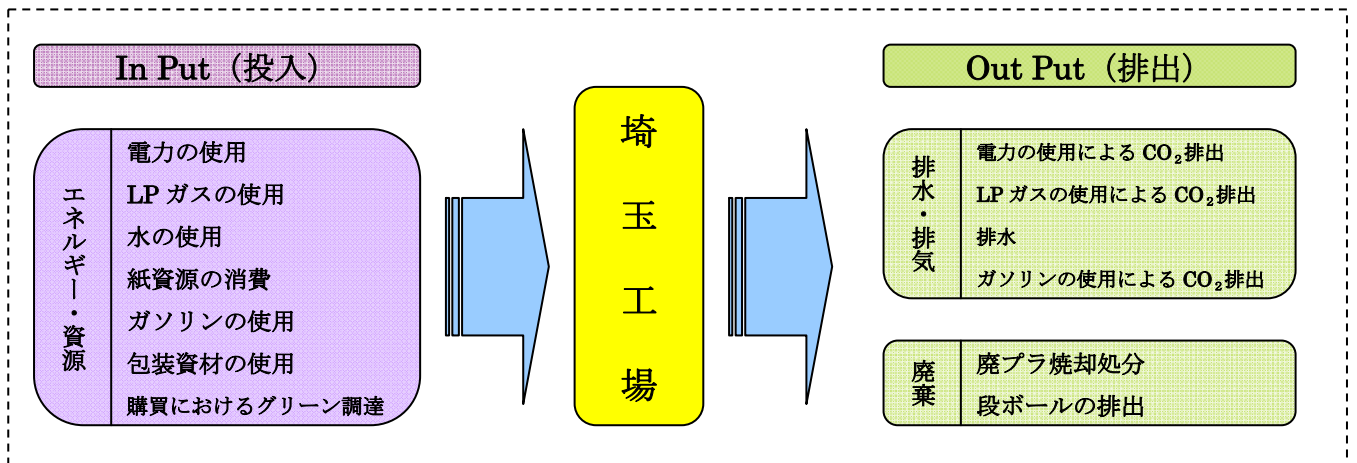 In Put（投入）
エネルギー・資源
電力の使用
LP ガスの使用
水の使用
紙資源の消費
ガソリンの使用
包装資材の使用
購買におけるグリーン調達
埼玉工場
Out Put（排出）
排水・排気
電力の使用による CO₂排出
LP ガスの使用による CO₂排出
排水
ガソリンの使用による CO₂排出
廃棄
廃プラ焼却処分
段ボールの排出